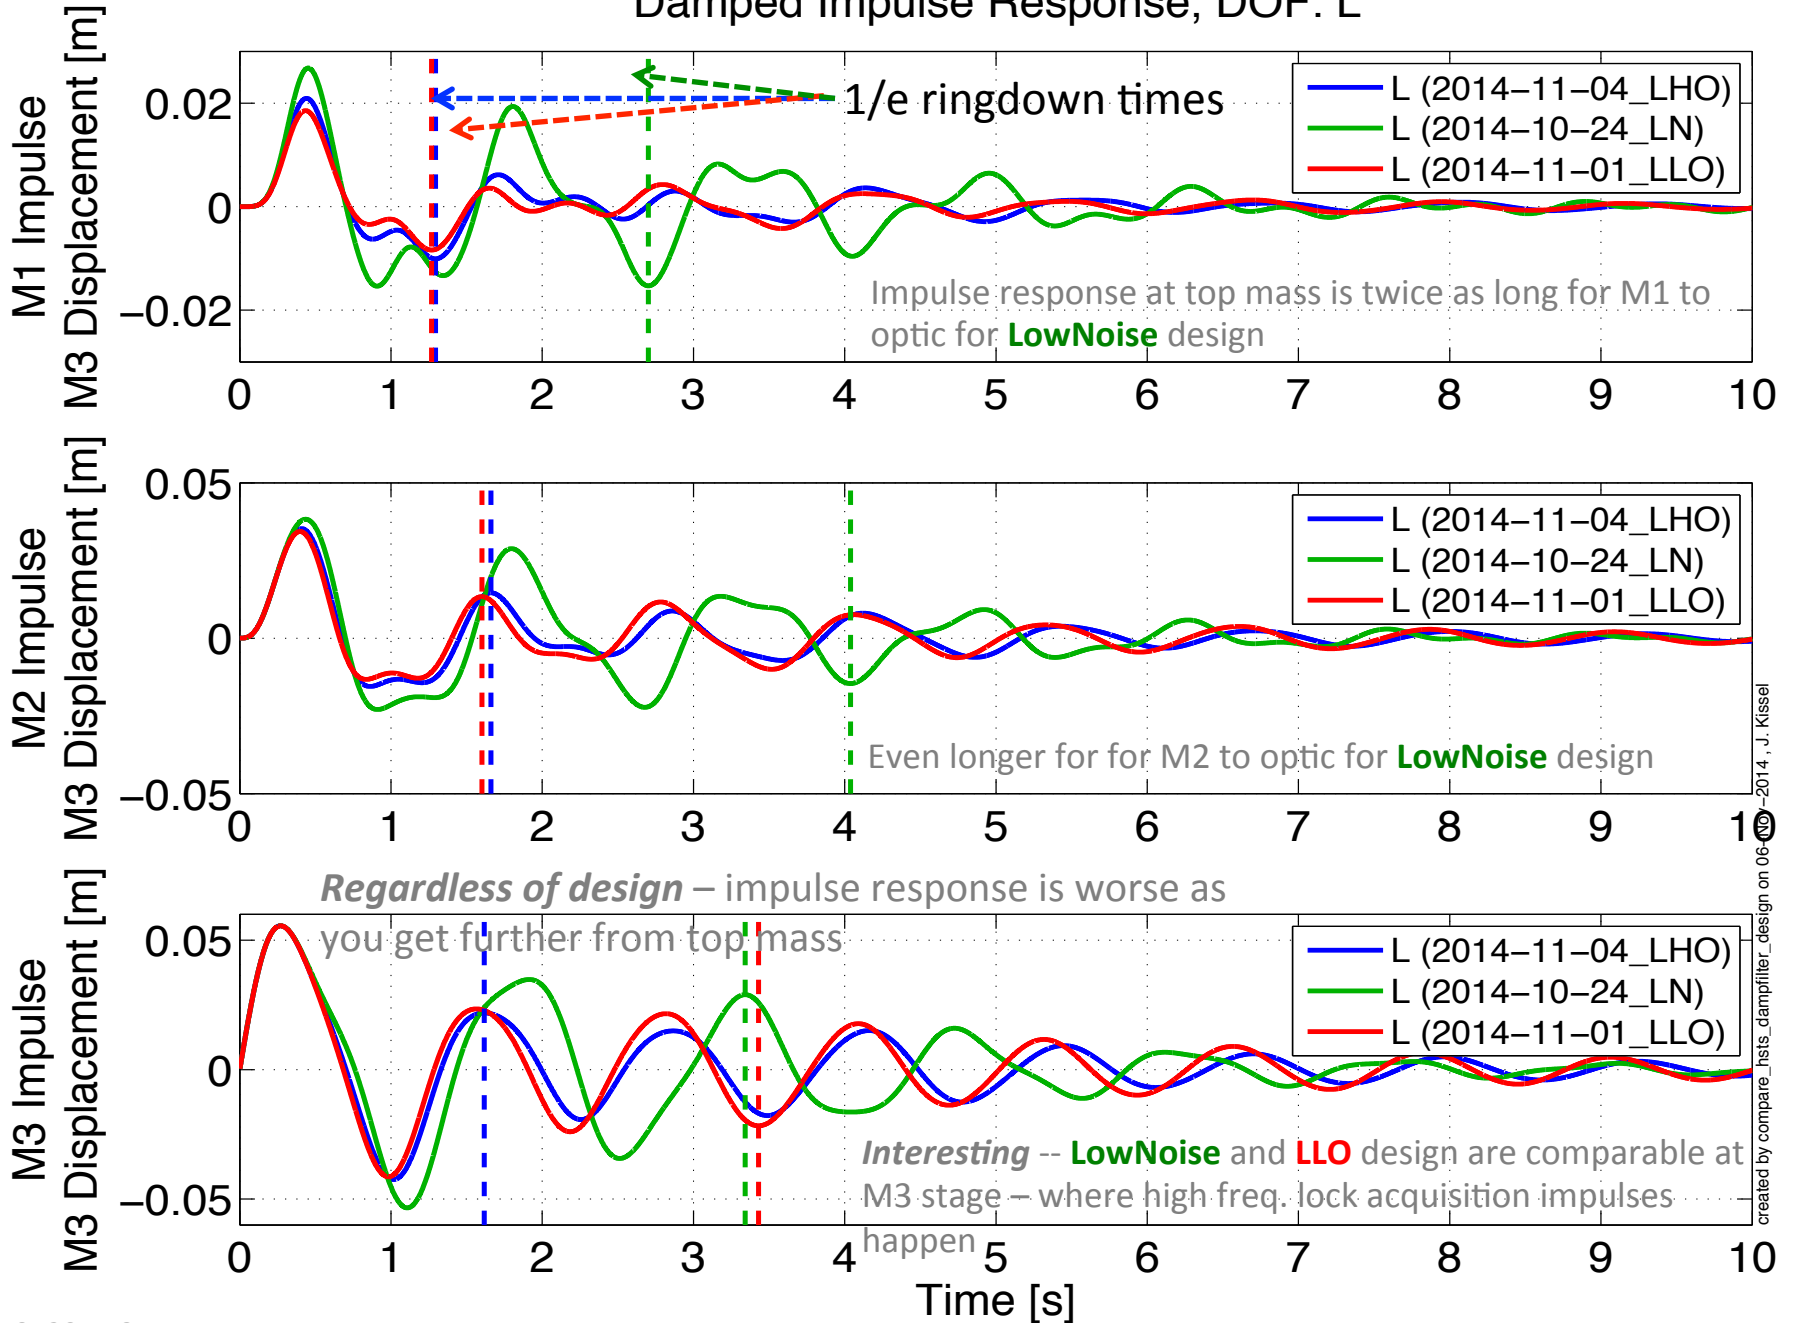 Damped Impulse Response, DOF: L
M1 Impulse
M3 Displacement [m]
0.02
0
−0.02
1/e ringdown times
L (2014−11−04_LHO)
L (2014−10−24_LN)
L (2014−11−01_LLO)
Impulse response at top mass is twice as long for M1 to
optic for LowNoise design
0 1 2 3 4 5 6 7 8 9 10
M2 Impulse
M3 Displacement [m]
0.05
0
−0.05
L (2014−11−04_LHO)
L (2014−10−24_LN)
L (2014−11−01_LLO)
Even longer for for M2 to optic for LowNoise design
0 1 2 3 4 5 6 7 8 9 10
Regardless of design – impulse response is worse as
you get further from top mass
M3 Impulse
M3 Displacement [m]
0.05
0
−0.05
L (2014−11−04_LHO)
L (2014−10−24_LN)
L (2014−11−01_LLO)
Interesting -- LowNoise and LLO design are comparable at
M3 stage – where high freq. lock acquisition impulses
happen
0 1 2 3 4 5 6 7 8 9 10
Time [s]
created by compare_hsts_dampfilter_design on 06−Nov−2014 , J. Kissel